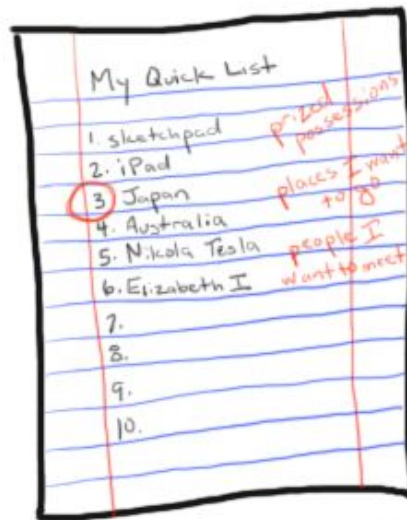 My Quick List
1. sketchpad
2. iPad
prized
possessions
3 Japan
4. Australia
places I want
to go
5. Nikola Tesla
6. Elizabeth I
people I
want to meet
7.
8.
9.
10.